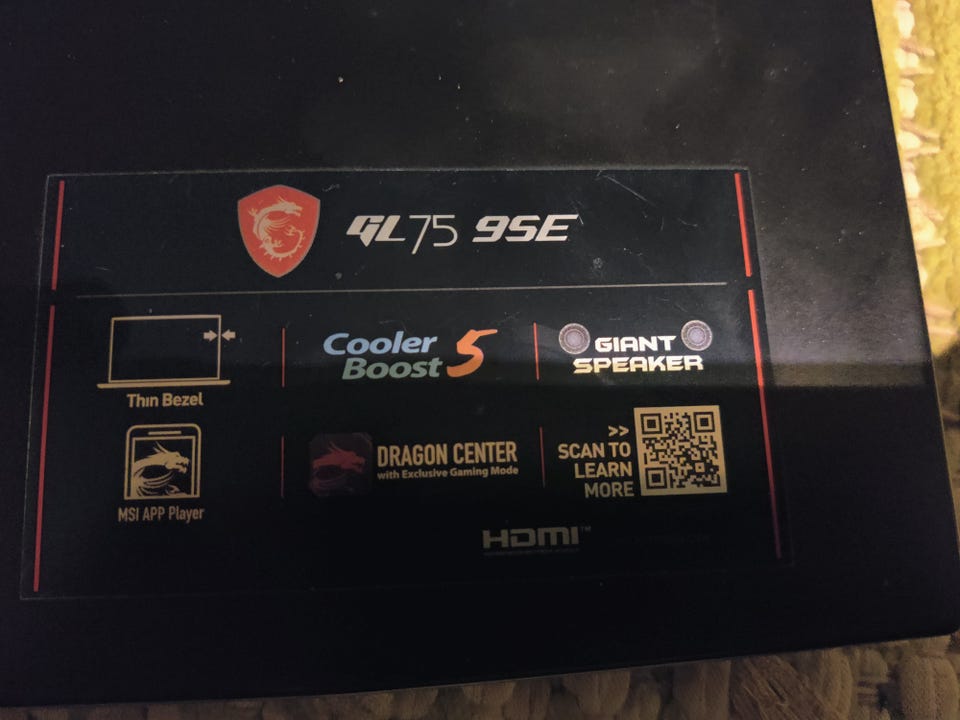 GL75 9SE
Thin Bezel
Cooler
Boost 5
GIANT
SPEAKER
MSI APP Player
DRAGON CENTER
with Exclusive Gaming Mode
>>
SCAN TO
LEARN
MORE
HDMI™